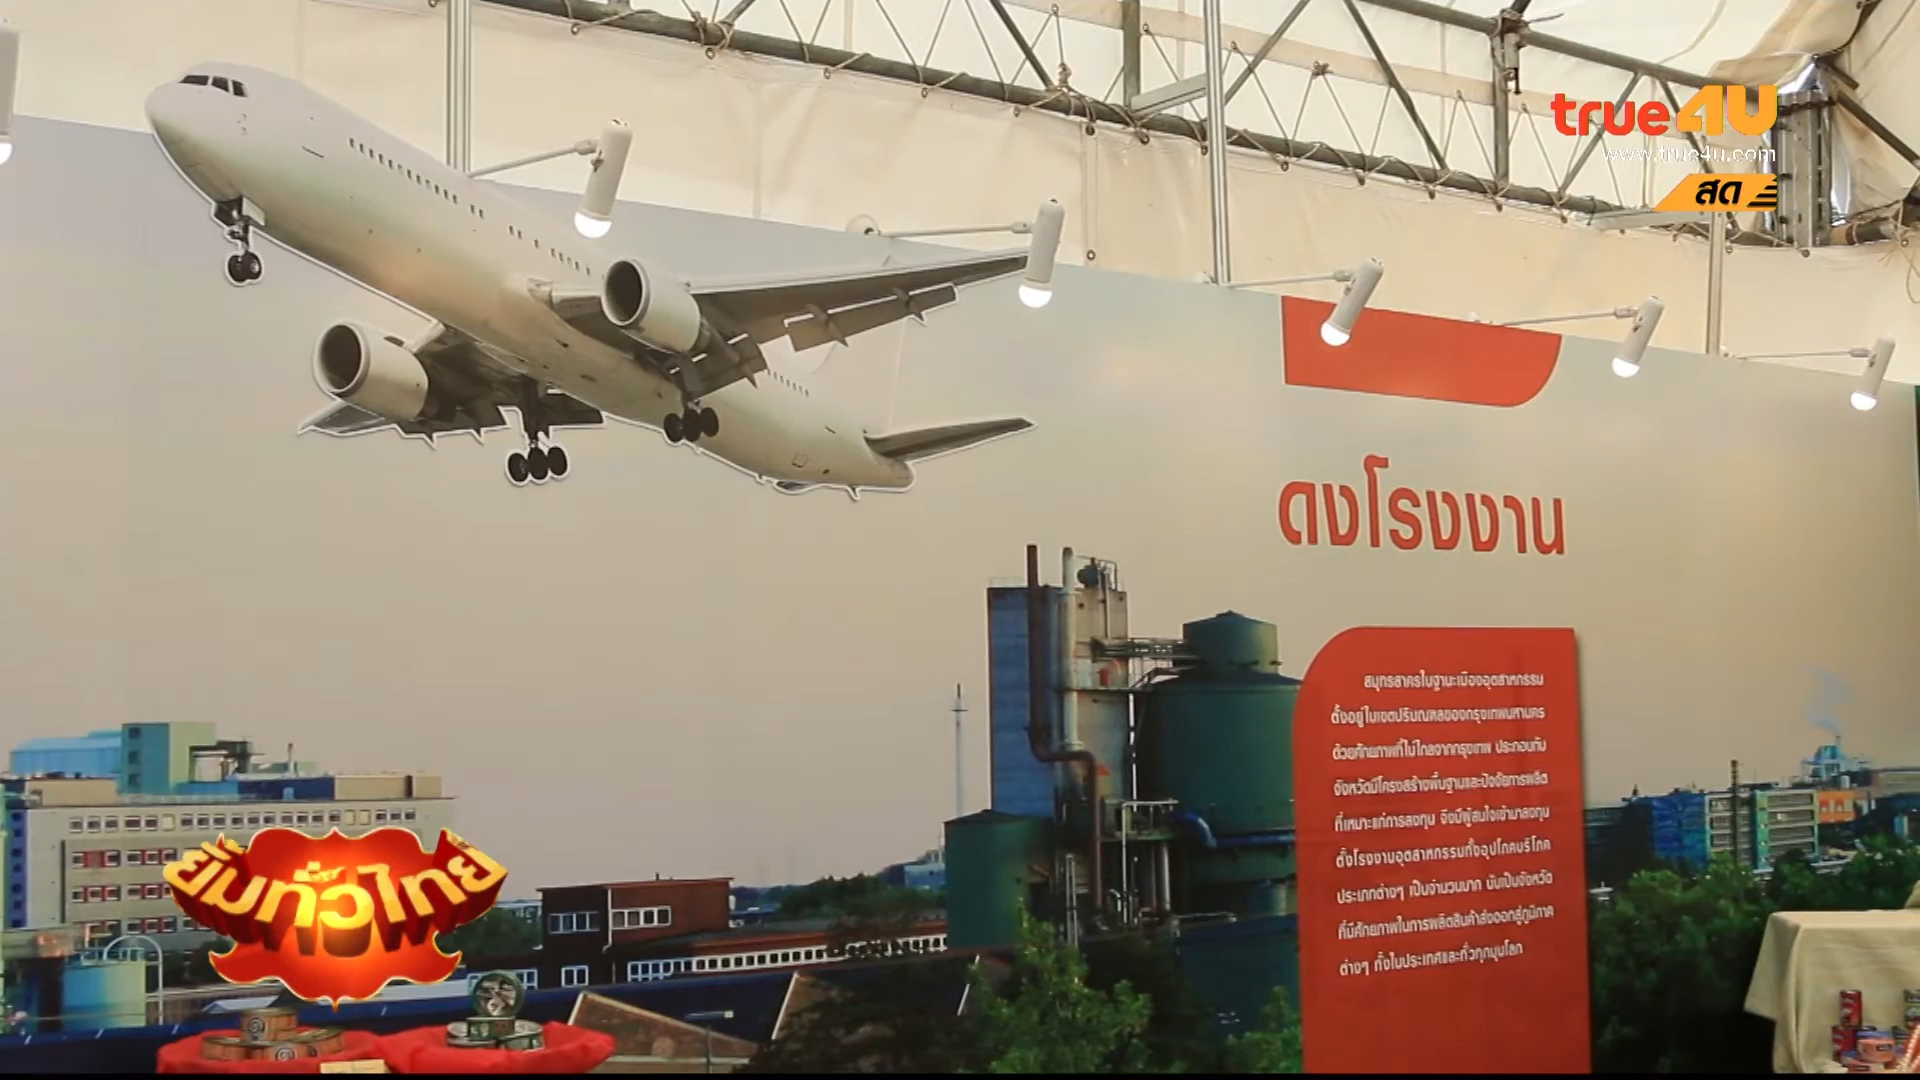 true4U
www.true4u.com
สด
ดงโรงงาน
สมุทรสาครในฐานะเมืองอุตสาหกรรม
ตั้งอยู่ในเขตปริมณฑลของกรุงเทพมหานคร
ด้วยศักยภาพที่ไม่ไกลจากกรุงเทพ ประกอบกับ
จังหวัดมีโครงสร้างพื้นฐานและปัจจัยการผลิต
ที่เหมาะแก่การลงทุน จึงมีผู้สนใจเข้ามาลงทุน
ตั้งโรงงานอุตสาหกรรมทั้งอุปโภคบริโภค
ประเภทต่างๆ เป็นจำนวนมาก นับเป็นจังหวัด
ที่มีศักยภาพในการผลิตสินค้าส่งออกสู่ภูมิภาค
ต่างๆ ทั้งในประเทศและทั่วทุกมุมโลก
ยิ้มทั่วไทย